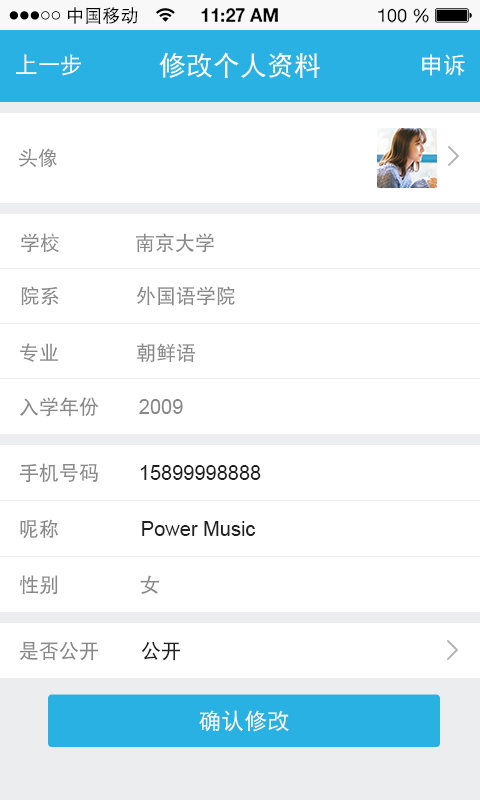 中国移动 11:27 AM 100 %
上一步 修改个人资料 申诉
头像
学校 南京大学
院系 外国语学院
专业 朝鲜语
入学年份 2009
手机号码 15899998888
昵称 Power Music
性别 女
是否公开 公开
确认修改